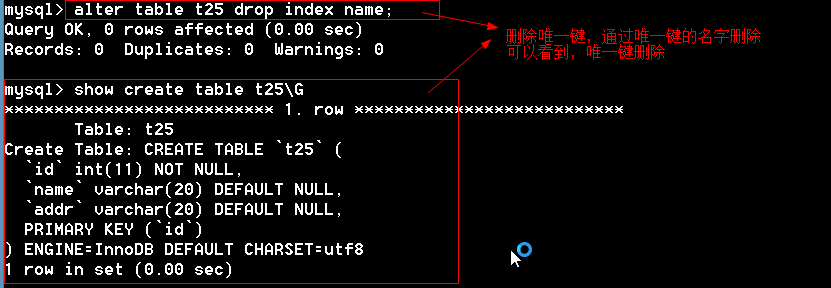 mysql> alter table t25 drop index name;
Query OK, 0 rows affected (0.00 sec)
Records: 0  Duplicates: 0  Warnings: 0
删除唯一键，通过唯一键的名字删除
可以看到，唯一键删除
mysql> show create table t25\G
*************************** 1. row ***************************
       Table: t25
Create Table: CREATE TABLE `t25` (
  `id` int(11) NOT NULL,
  `name` varchar(20) DEFAULT NULL,
  `addr` varchar(20) DEFAULT NULL,
  PRIMARY KEY (`id`)
) ENGINE=InnoDB DEFAULT CHARSET=utf8
1 row in set (0.00 sec)